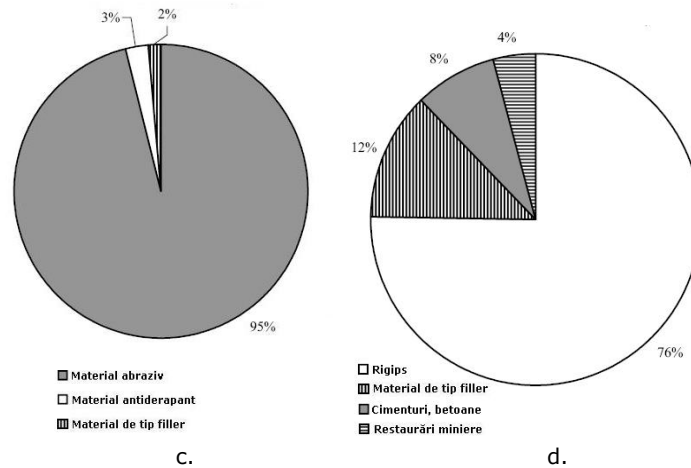 3%
2%
95%
Material abraziv
Material antiderapant
Material de tip filler
c.
4%
8%
12%
76%
Rigips
Material de tip filler
Cimenturi, betoane
Restaurări miniere
d.